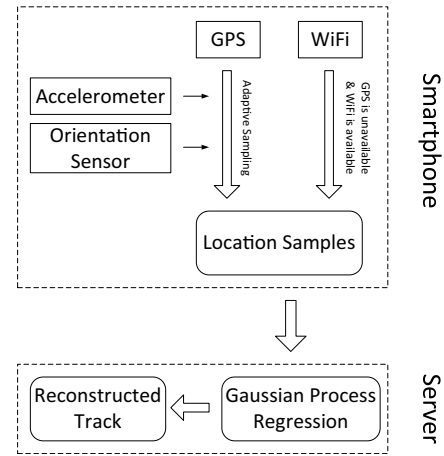 GPS
WiFi
Accelerometer
Orientation
Sensor
Adaptive Sampling
GPS is unavailable
& WiFi is available
Location Samples
Smartphone
Reconstructed
Track
Gaussian Process
Regression
Server